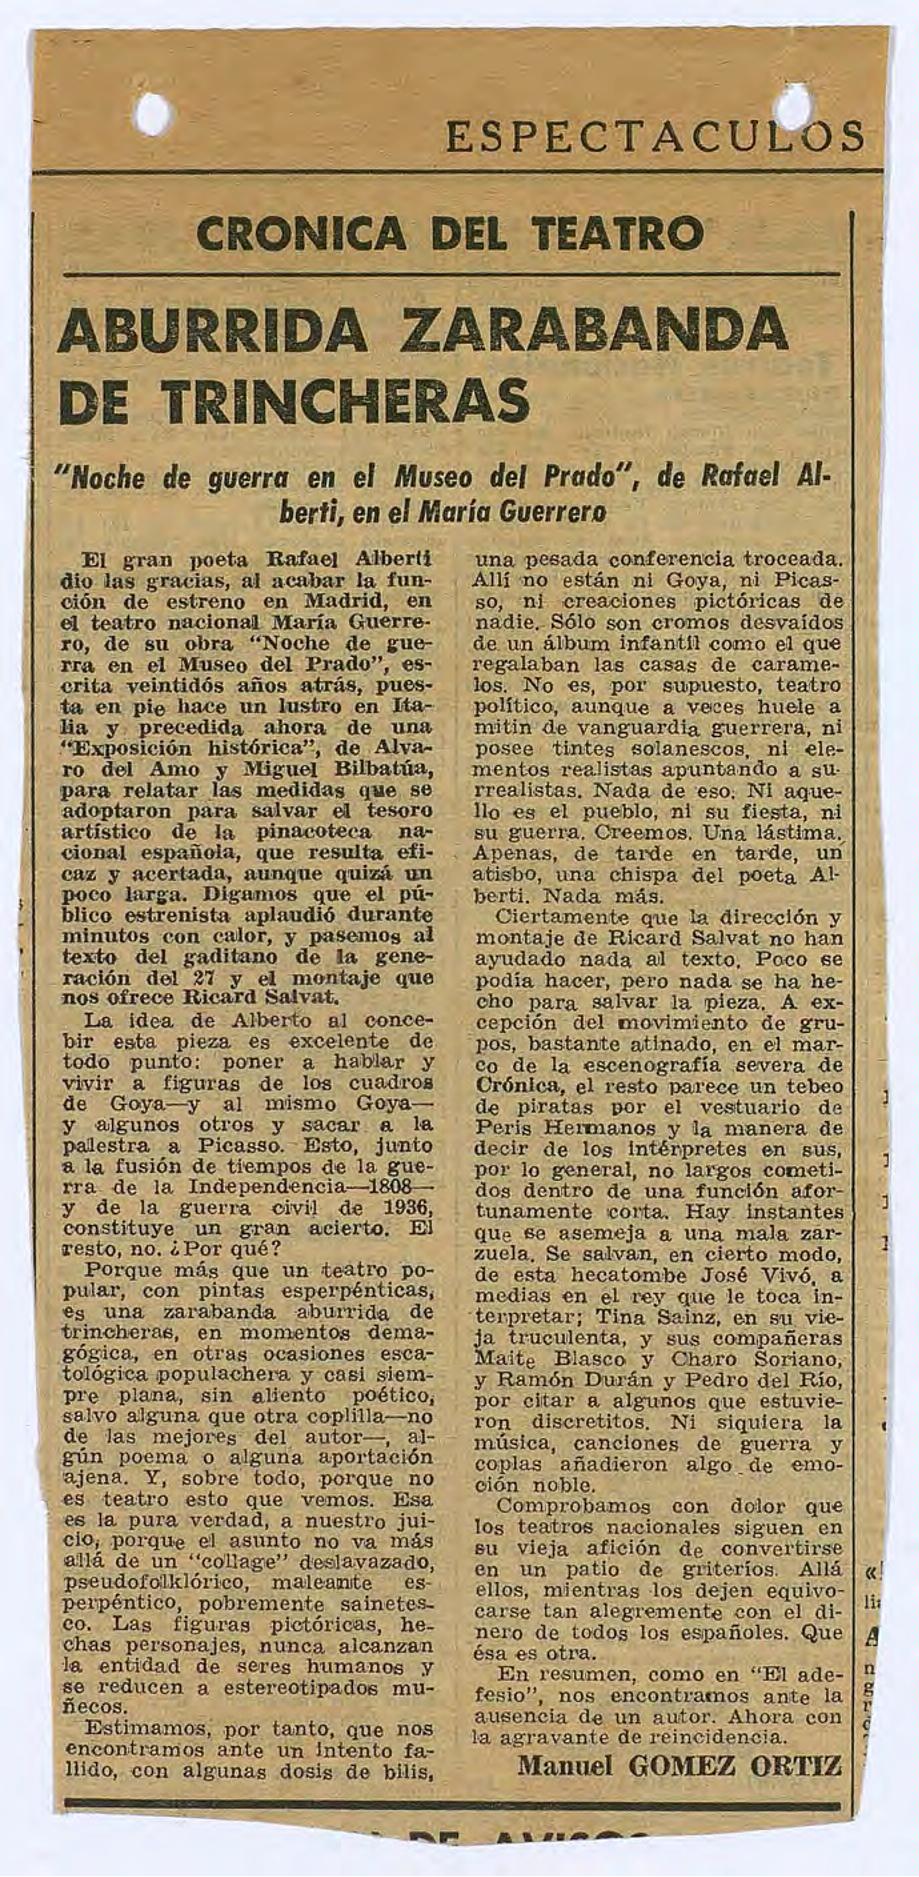 ESPECTACULOS
CRONICA DEL TEATRO
ABURRIDA ZARABANDA
DE TRINCHERAS
"Noche de guerra en el Museo del Prado", de Rafael Al-
berti, en el María Guerrero
El gran poeta Rafael Alberti
dio las gracias, al acabar la fun-
ción de estreno en Madrid, en
el teatro nacional María Guerre-
ro, de su obra "Noche de gue-
rra en el Museo del Prado", es-
crita veintidós años atrás, pues-
ta en pie hace un lustro en Ita-
lia y precedida ahora de una
"Exposición histórica", de Alva-
ro del Amo y Miguel Bilbatúa,
para relatar las medidas que se
adoptaron para salvar el tesoro
artístico de la pinacoteca na-
cional española, que resulta efi-
caz y acertada, aunque quizá un
poco larga. Digamos que el pú-
blico estrenista aplaudió durante
minutos con calor, y pasemos al
texto del gaditano de la gene-
ración del 27 y el montaje que
nos ofrece Ricard Salvat.
La idea de Alberto al conce-
bir esta pieza es excelente de
todo punto: poner a hablar y
vivir a figuras de los cuadros
de Goya—y al mismo Goya—
y algunos otros y sacar a la
palestra a Picasso. Esto, junto
a la fusión de tiempos de la gue-
rra de la Independencia—1808—
y de la guerra civil de 1936,
constituye un gran acierto. El
resto, no. ¿Por qué?
Porque más que un teatro po-
pular, con pintas esperpénticas,
es una zarabanda aburrida de
trincheras, en momentos dema-
gógica, en otras ocasiones esca-
tológica populachera y casi siem-
pre plana, sin aliento poético,
salvo alguna que otra coplilla—no
de las mejores del autor—, al-
gún poema o alguna aportación
ajena. Y, sobre todo, porque no
es teatro esto que vemos. Esa
es la pura verdad, a nuestro jui-
cio, porque el asunto no va más
allá de un "collage" deslavazado,
pseudofolklórico, maleante es-
perpéntico, pobremente sainetes-
co. Las figuras pictóricas, he-
chas personajes, nunca alcanzan
la entidad de seres humanos y
se reducen a estereotipados mu-
ñecos.
Estimamos, por tanto, que nos
encontramos ante un intento fa-
llido, con algunas dosis de bilis,
una pesada conferencia troceada.
Allí no están ni Goya, ni Picas-
so, ni creaciones pictóricas de
nadie. Sólo son cromos desvaídos
de un álbum infantil como el que
regalaban las casas de carame-
los. No es, por supuesto, teatro
político, aunque a veces huele a
mitin de vanguardia guerrera, ni
posee tintes solanescos, ni ele-
mentos realistas apuntando a su-
rrealistas. Nada de eso. Ni aque-
llo es el pueblo, ni su fiesta, ni
su guerra. Creemos. Una lástima.
Apenas, de tarde en tarde, un
atisbo, una chispa del poeta Al-
berti. Nada más.
Ciertamente que la dirección y
montaje de Ricard Salvat no han
ayudado nada al texto. Poco se
podía hacer, pero nada se ha he-
cho para salvar la pieza. A ex-
cepción del movimiento de gru-
pos, bastante atinado, en el mar-
co de la escenografía severa de
Crónica, el resto parece un tebeo
de piratas por el vestuario de
Peris Hermanos y la manera de
decir de los intérpretes en sus,
por lo general, no largos cometi-
dos dentro de una función afor-
tunamente corta. Hay instantes
que se asemeja a una mala zar-
zuela. Se salvan, en cierto modo,
de esta hecatombe José Vivó, a
medias en el rey que le toca in-
terpretar; Tina Sainz, en su vie-
ja truculenta, y sus compañeras
Maite Blasco y Charo Soriano,
y Ramón Durán y Pedro del Río,
por citar a algunos que estuvie-
ron discretitos. Ni siquiera la
música, canciones de guerra y
coplas añadieron algo de emo-
ción noble.
Comprobamos con dolor que
los teatros nacionales siguen en
su vieja afición de convertirse
en un patio de griterios. Allá
ellos, mientras los dejen equivo-
carse tan alegremente con el di-
nero de todos los españoles. Que
ésa es otra.
En resumen, como en "El ade-
fesio", nos encontramos ante la
ausencia de un autor. Ahora con
la agravante de reincidencia.
Manuel GOMEZ ORTIZ
DE AVISOS